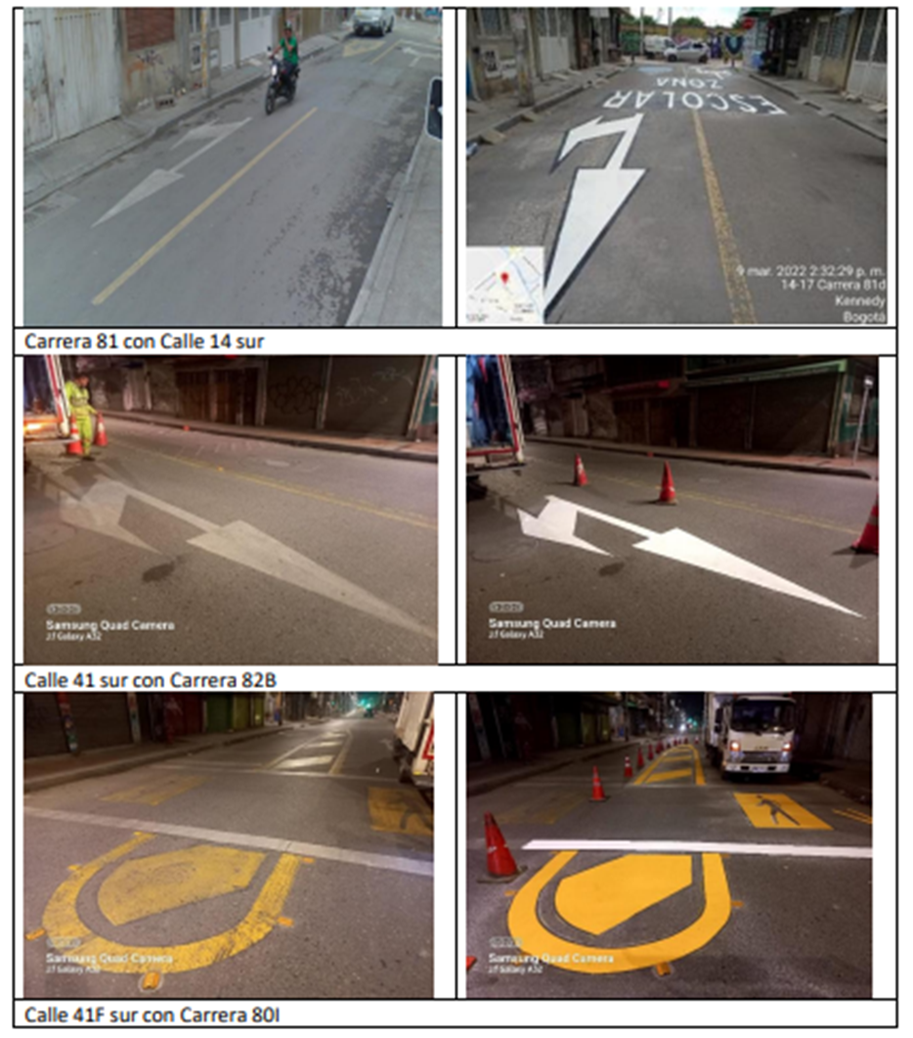 ZONA
ESCOLAR
9 mar. 2022 2:32:29 p. m.
14-17 Carrera 81d
Kennedy
Bogotá
Carrera 81 con Calle 14 sur
Samsung Quad Camera
J.f Galaxy A32
Samsung Quad Camera
J.f Galaxy A32
Calle 41 sur con Carrera 82B
Samsung Quad Camera
J.f Galaxy A32
Samsung Quad Camera
J.f Galaxy A32
Calle 41F sur con Carrera 80I